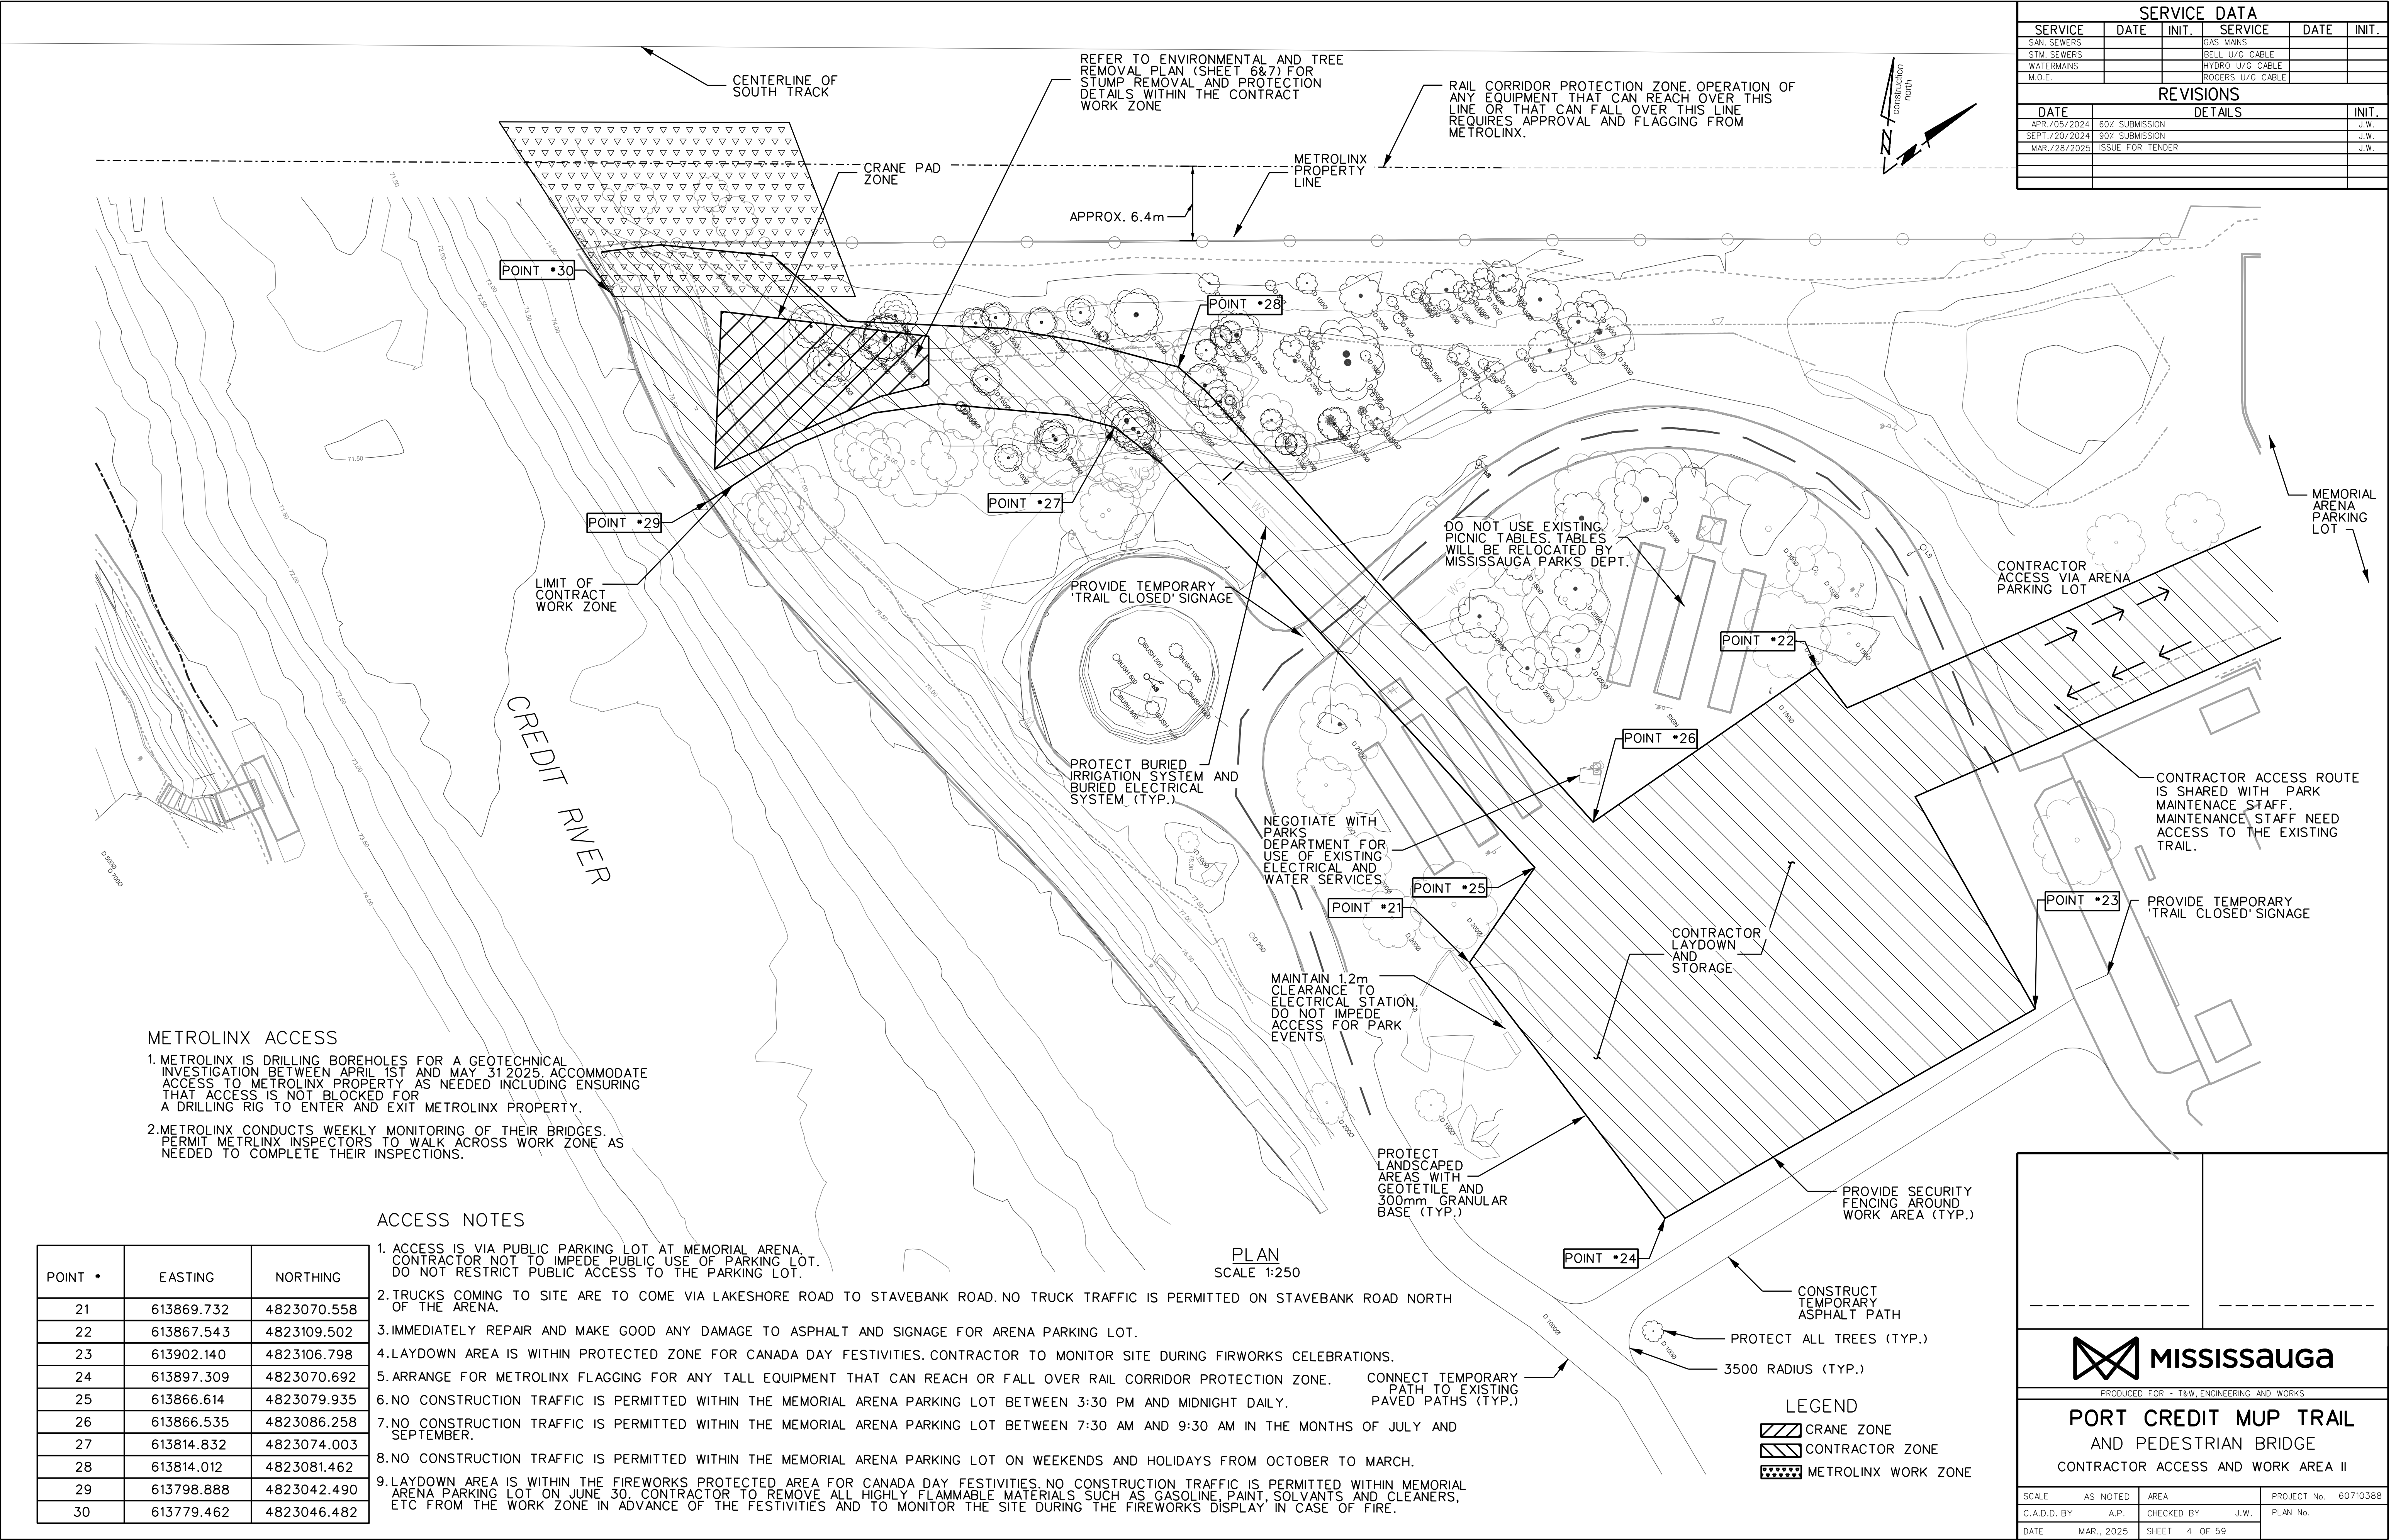 SERVICE DATA
SERVICE DATE INIT. SERVICE DATE INIT.
SAN. SEWERS GAS MAINS
STM. SEWERS BELL U/G CABLE
WATERMAINS HYDRO U/G CABLE
M.O.E. ROGERS U/G CABLE
REVISIONS
DATE DETAILS INIT.
APR./05/2024 60% SUBMISSION J.W.
SEPT./20/2024 90% SUBMISSION J.W.
MAR./28/2025 ISSUE FOR TENDER J.W.
CENTERLINE OF
SOUTH TRACK
REFER TO ENVIRONMENTAL AND TREE
REMOVAL PLAN (SHEET 6&7) FOR
STUMP REMOVAL AND PROTECTION
DETAILS WITHIN THE CONTRACT
WORK ZONE
RAIL CORRIDOR PROTECTION ZONE. OPERATION OF
ANY EQUIPMENT THAT CAN REACH OVER THIS
LINE OR THAT CAN FALL OVER THIS LINE
REQUIRES APPROVAL AND FLAGGING FROM
METROLINX.
construction
north
N
CRANE PAD
ZONE
METROLINX
PROPERTY
LINE
APPROX. 6.4m
POINT #30
POINT #28
POINT #27
POINT #29
LIMIT OF
CONTRACT
WORK ZONE
DO NOT USE EXISTING
PICNIC TABLES. TABLES
WILL BE RELOCATED BY
MISSISSAUGA PARKS DEPT.
MEMORIAL
ARENA
PARKING
LOT
CONTRACTOR
ACCESS VIA ARENA
PARKING LOT
PROVIDE TEMPORARY
'TRAIL CLOSED' SIGNAGE
POINT #22
CREDIT RIVER
POINT #26
PROTECT BURIED
IRRIGATION SYSTEM AND
BURIED ELECTRICAL
SYSTEM (TYP.)
CONTRACTOR ACCESS ROUTE
IS SHARED WITH PARK
MAINTENACE STAFF.
MAINTENANCE STAFF NEED
ACCESS TO THE EXISTING
TRAIL.
NEGOTIATE WITH
PARKS
DEPARTMENT FOR
USE OF EXISTING
ELECTRICAL AND
WATER SERVICES
POINT #25
POINT #21
POINT #23
PROVIDE TEMPORARY
'TRAIL CLOSED' SIGNAGE
CONTRACTOR
LAYDOWN
AND
STORAGE
MAINTAIN 1.2m
CLEARANCE TO
ELECTRICAL STATION.
DO NOT IMPEDE
ACCESS FOR PARK
EVENTS
METROLINX ACCESS
1. METROLINX IS DRILLING BOREHOLES FOR A GEOTECHNICAL
INVESTIGATION BETWEEN APRIL 1ST AND MAY 31 2025. ACCOMMODATE
ACCESS TO METROLINX PROPERTY AS NEEDED INCLUDING ENSURING
THAT ACCESS IS NOT BLOCKED FOR
A DRILLING RIG TO ENTER AND EXIT METROLINX PROPERTY.
2.METROLINX CONDUCTS WEEKLY MONITORING OF THEIR BRIDGES.
PERMIT METRLINX INSPECTORS TO WALK ACROSS WORK ZONE AS
NEEDED TO COMPLETE THEIR INSPECTIONS.
PROTECT
LANDSCAPED
AREAS WITH
GEOTETILE AND
300mm GRANULAR
BASE (TYP.)
PROVIDE SECURITY
FENCING AROUND
WORK AREA (TYP.)
POINT #24
CONSTRUCT
TEMPORARY
ASPHALT PATH
PROTECT ALL TREES (TYP.)
3500 RADIUS (TYP.)
CONNECT TEMPORARY
PATH TO EXISTING
PAVED PATHS (TYP.)
PLAN
SCALE 1:250
ACCESS NOTES
1. ACCESS IS VIA PUBLIC PARKING LOT AT MEMORIAL ARENA.
CONTRACTOR NOT TO IMPEDE PUBLIC USE OF PARKING LOT.
DO NOT RESTRICT PUBLIC ACCESS TO THE PARKING LOT.
2. TRUCKS COMING TO SITE ARE TO COME VIA LAKESHORE ROAD TO STAVEBANK ROAD. NO TRUCK TRAFFIC IS PERMITTED ON STAVEBANK ROAD NORTH
OF THE ARENA.
3.IMMEDIATELY REPAIR AND MAKE GOOD ANY DAMAGE TO ASPHALT AND SIGNAGE FOR ARENA PARKING LOT.
4.LAYDOWN AREA IS WITHIN PROTECTED ZONE FOR CANADA DAY FESTIVITIES. CONTRACTOR TO MONITOR SITE DURING FIRWORKS CELEBRATIONS.
5. ARRANGE FOR METROLINX FLAGGING FOR ANY TALL EQUIPMENT THAT CAN REACH OR FALL OVER RAIL CORRIDOR PROTECTION ZONE.
6.NO CONSTRUCTION TRAFFIC IS PERMITTED WITHIN THE MEMORIAL ARENA PARKING LOT BETWEEN 3:30 PM AND MIDNIGHT DAILY.
7. NO CONSTRUCTION TRAFFIC IS PERMITTED WITHIN THE MEMORIAL ARENA PARKING LOT BETWEEN 7:30 AM AND 9:30 AM IN THE MONTHS OF JULY AND
SEPTEMBER.
8.NO CONSTRUCTION TRAFFIC IS PERMITTED WITHIN THE MEMORIAL ARENA PARKING LOT ON WEEKENDS AND HOLIDAYS FROM OCTOBER TO MARCH.
9. LAYDOWN AREA IS WITHIN THE FIREWORKS PROTECTED AREA FOR CANADA DAY FESTIVITIES. NO CONSTRUCTION TRAFFIC IS PERMITTED WITHIN MEMORIAL
ARENA PARKING LOT ON JUNE 30. CONTRACTOR TO REMOVE ALL HIGHLY FLAMMABLE MATERIALS SUCH AS GASOLINE, PAINT, SOLVANTS AND CLEANERS,
ETC FROM THE WORK ZONE IN ADVANCE OF THE FESTIVITIES AND TO MONITOR THE SITE DURING THE FIREWORKS DISPLAY IN CASE OF FIRE.
POINT # EASTING NORTHING
21 613869.732 4823070.558
22 613867.543 4823109.502
23 613902.140 4823106.798
24 613897.309 4823070.692
25 613866.614 4823079.935
26 613866.535 4823086.258
27 613814.832 4823074.003
28 613814.012 4823081.462
29 613798.888 4823042.490
30 613779.462 4823046.482
LEGEND
CRANE ZONE
CONTRACTOR ZONE
METROLINX WORK ZONE
MISSISSauGa
PRODUCED FOR - T&W, ENGINEERING AND WORKS
PORT CREDIT MUP TRAIL
AND PEDESTRIAN BRIDGE
CONTRACTOR ACCESS AND WORK AREA II
SCALE AS NOTED AREA PROJECT No. 60710388
C.A.D.D. BY A.P. CHECKED BY J.W. PLAN No.
DATE MAR., 2025 SHEET 4 OF 59